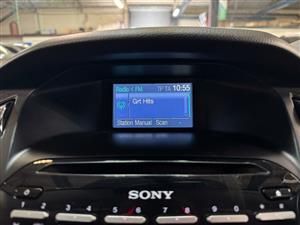 Radio FM TP TA 10:55
Grt Hits
Station Manual Scan
SONY
1 2 3
4 5 6 7 8 9 0